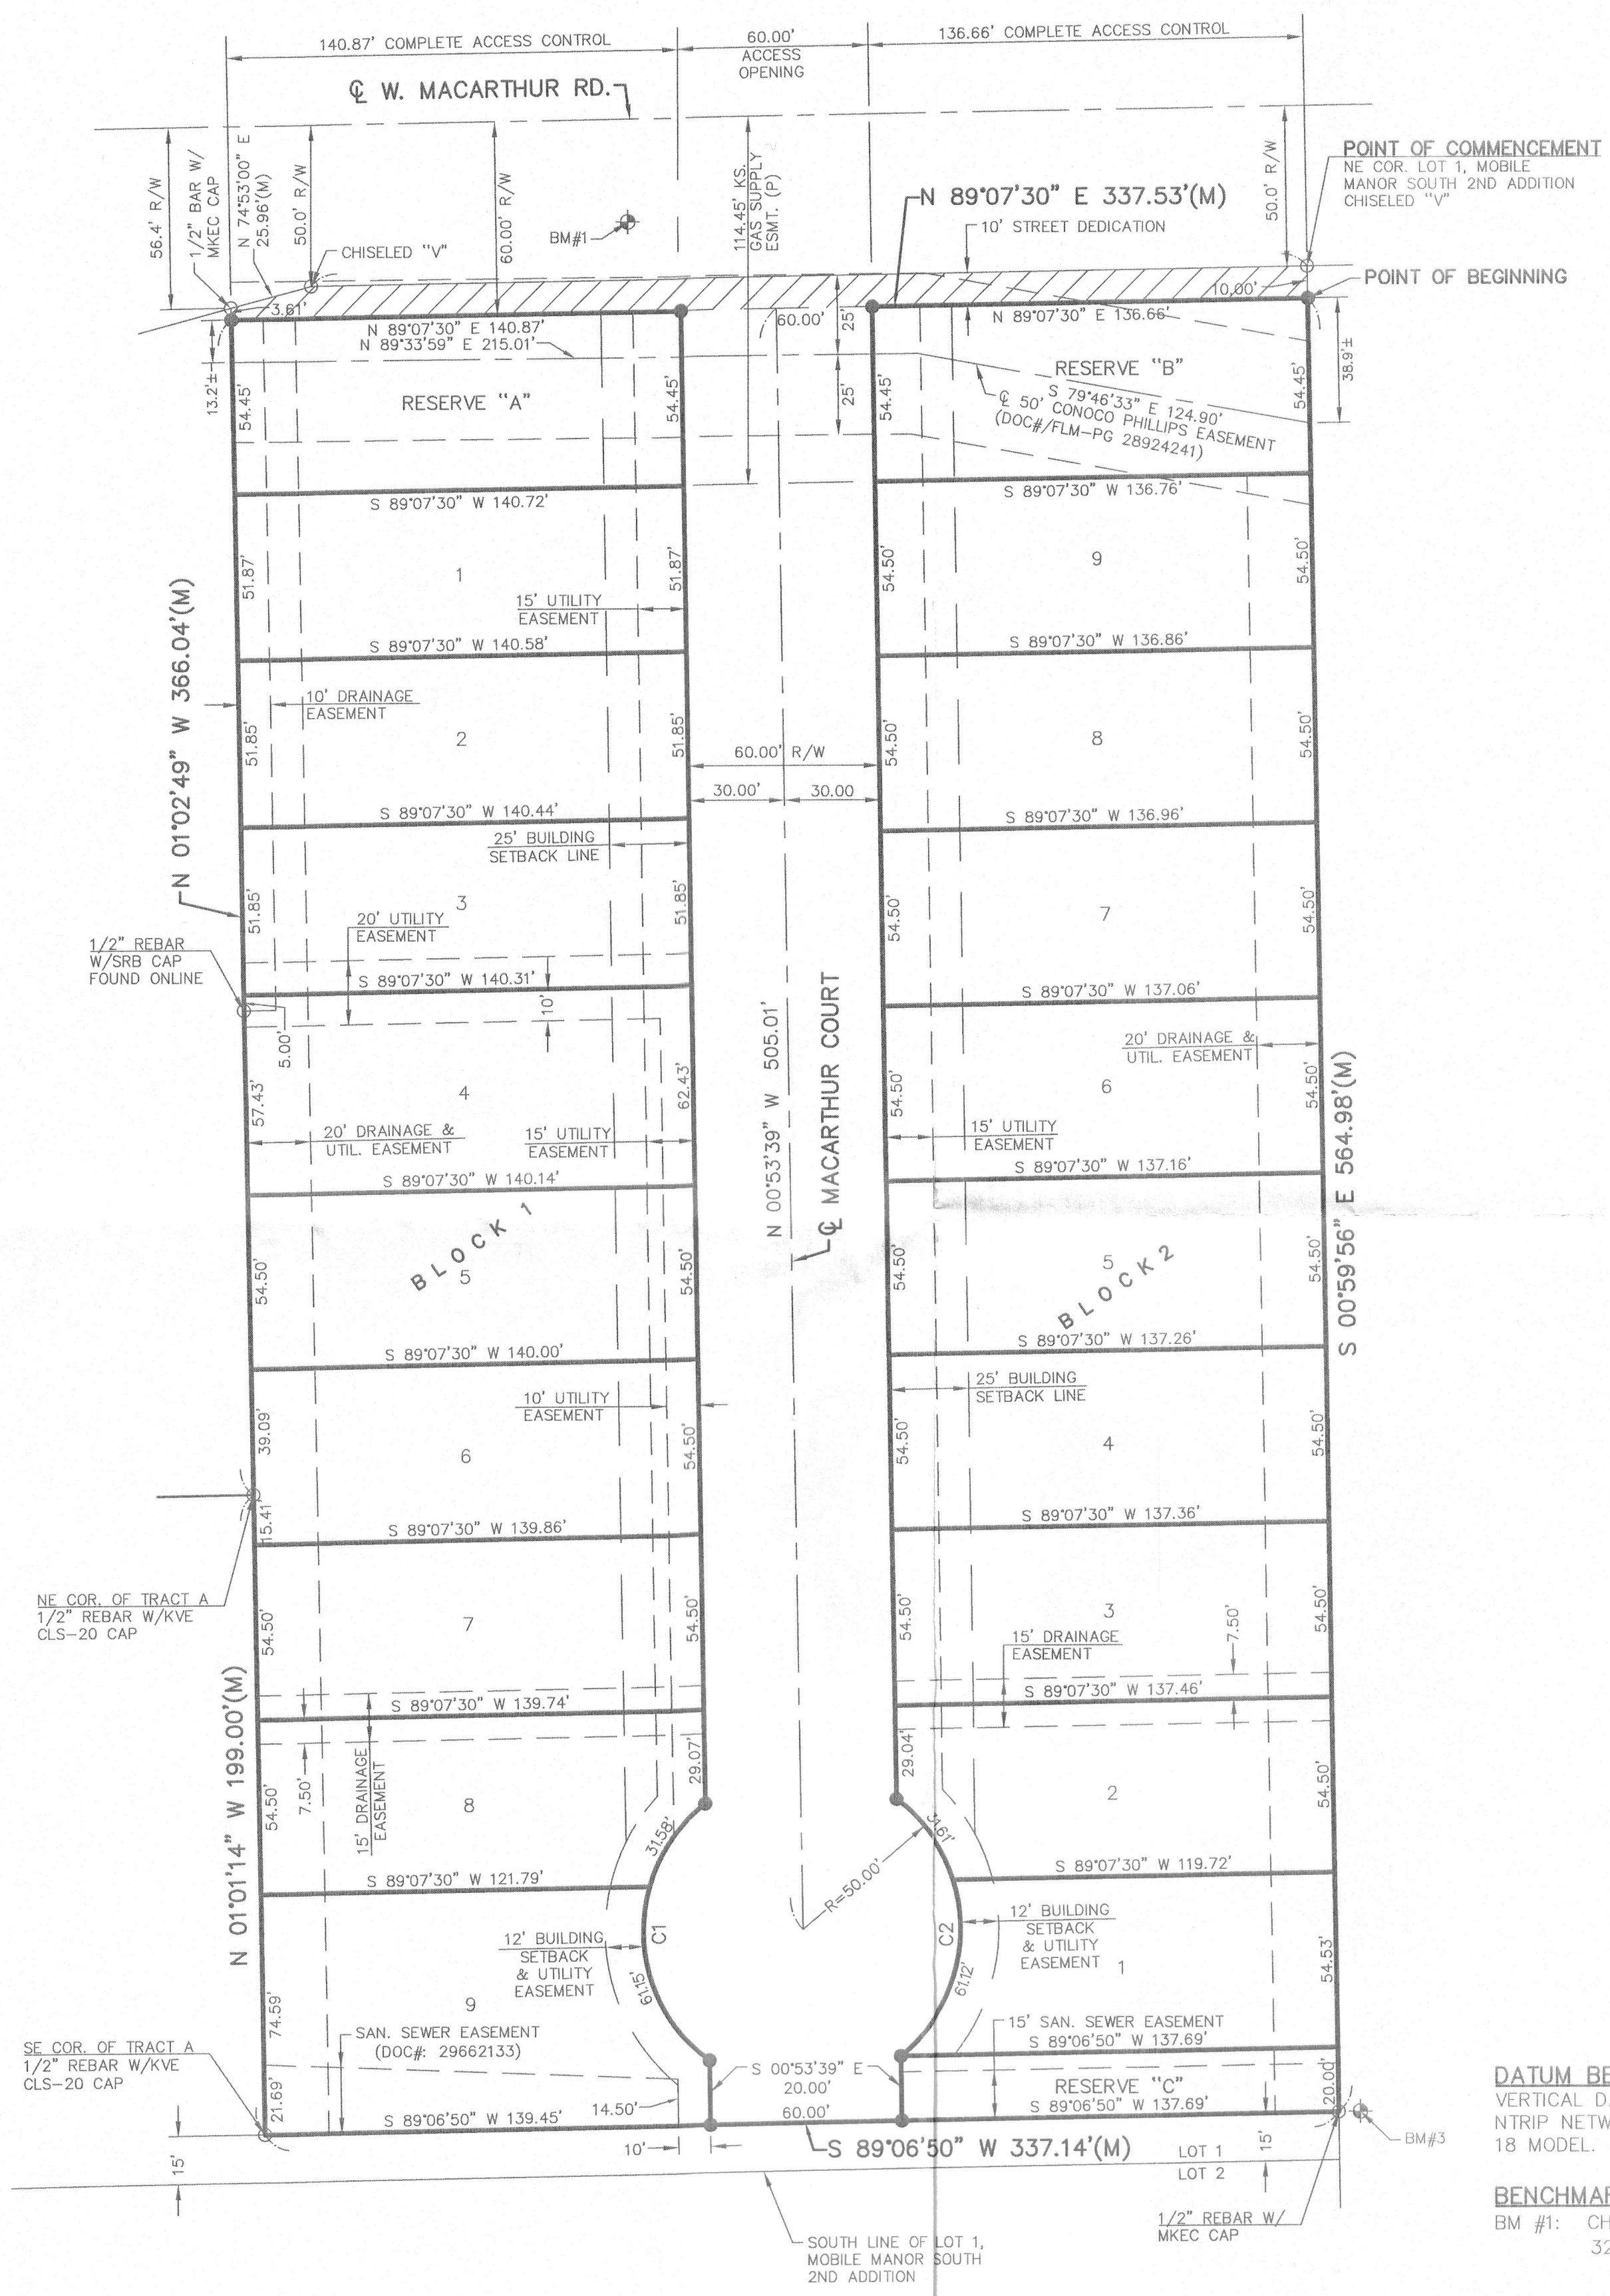 140.87' COMPLETE ACCESS CONTROL
60.00'
ACCESS
OPENING
136.66' COMPLETE ACCESS CONTROL
℄ W. MACARTHUR RD.
56.4' R/W
1/2" BAR W/
MKEC CAP
N 74°53'00" E
25.96'(M)
50.0' R/W
CHISELED "V"
60.00' R/W
BM#1
114.45' KS.
GAS SUPPLY
ESMT. (P)
N 89°07'30" E 337.53'(M)
10' STREET DEDICATION
50.0' R/W
POINT OF COMMENCEMENT
NE COR. LOT 1, MOBILE
MANOR SOUTH 2ND ADDITION
CHISELED "V"
POINT OF BEGINNING
3.61'
10.00'
N 89°07'30" E 140.87'
N 89°33'59" E 215.01'
60.00'
25'
25'
N 89°07'30" E 136.66'
13.2'±
54.45'
RESERVE "A"
54.45'
54.45'
RESERVE "B"
S 79°46'33" E 124.90'
℄ 50' CONOCO PHILLIPS EASEMENT
(DOC#/FLM-PG 28924241)
54.45'
38.9'±
S 89°07'30" W 140.72'
S 89°07'30" W 136.76'
51.87'
1
51.87'
15' UTILITY
EASEMENT
54.50'
9
54.50'
N 01°02'49" W 366.04'(M)
S 89°07'30" W 140.58'
S 89°07'30" W 136.86'
10' DRAINAGE
EASEMENT
51.85'
2
51.85'
60.00' R/W
30.00'
30.00
54.50'
8
54.50'
S 89°07'30" W 140.44'
S 89°07'30" W 136.96'
25' BUILDING
SETBACK LINE
51.85'
3
51.85'
20' UTILITY
EASEMENT
54.50'
7
54.50'
1/2" REBAR
W/SRB CAP
FOUND ONLINE
S 89°07'30" W 140.31'
10'
S 89°07'30" W 137.06'
5.00'
57.43'
4
62.43'
20' DRAINAGE &
UTIL. EASEMENT
15' UTILITY
EASEMENT
N 00°53'39" W 505.01'
℄ MACARTHUR COURT
20' DRAINAGE &
UTIL. EASEMENT
54.50'
6
54.50'
15' UTILITY
EASEMENT
S 89°07'30" W 140.14'
S 89°07'30" W 137.16'
S 00°59'56" E 564.98'(M)
BLOCK 1
54.50'
5
54.50'
54.50'
5
BLOCK 2
54.50'
S 89°07'30" W 140.00'
S 89°07'30" W 137.26'
10' UTILITY
EASEMENT
25' BUILDING
SETBACK LINE
39.09'
6
54.50'
54.50'
4
54.50'
15.41
S 89°07'30" W 139.86'
S 89°07'30" W 137.36'
NE COR. OF TRACT A
1/2" REBAR W/KVE
CLS-20 CAP
54.50'
7
54.50'
54.50'
3
54.50'
15' DRAINAGE
EASEMENT
7.50'
S 89°07'30" W 139.74'
S 89°07'30" W 137.46'
N 01°01'14" W 199.00'(M)
54.50'
7.50'
15' DRAINAGE
EASEMENT
8
29.07'
31.58'
29.04'
31.61'
2
54.50'
S 89°07'30" W 121.79'
S 89°07'30" W 119.72'
R=50.00'
C1
C2
12' BUILDING
SETBACK
& UTILITY
EASEMENT
12' BUILDING
SETBACK
& UTILITY
EASEMENT
1
54.53'
61.15'
61.12'
74.59'
9
SAN. SEWER EASEMENT
(DOC#: 29662133)
15' SAN. SEWER EASEMENT
S 89°06'50" W 137.69'
SE COR. OF TRACT A
1/2" REBAR W/KVE
CLS-20 CAP
21.69'
S 00°53'39" E
20.00'
RESERVE "C"
20.00'
S 89°06'50" W 139.45'
14.50'
60.00'
S 89°06'50" W 137.69'
BM#3
10'
S 89°06'50" W 337.14'(M)
LOT 1
LOT 2
15'
15'
1/2" REBAR W/
MKEC CAP
SOUTH LINE OF LOT 1,
MOBILE MANOR SOUTH
2ND ADDITION
DATUM BE
VERTICAL D
NTRIP NETW
18 MODEL.
BENCHMAR
BM #1: CH
32